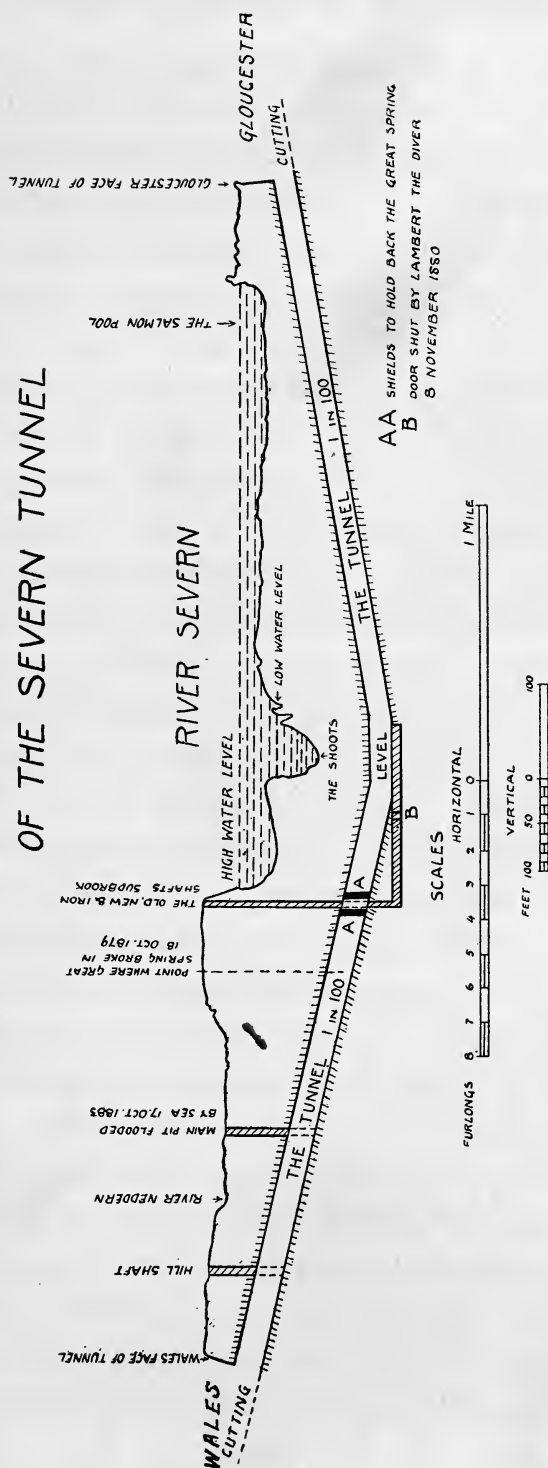 OF THE SEVERN TUNNEL
WALES
CUTTING
WALES FACE OF TUNNEL
HILL SHAFT
RIVER NEDDERN
MAIN PIT FLOODED
BY SEA 17. OCT. 1883
POINT WHERE GREAT
SPRING BROKE IN
18 OCT. 1879
THE OLD, NEW & IRON
SHAFTS SUDBROOK
HIGH WATER LEVEL
RIVER SEVERN
THE SHOOTS
LOW WATER LEVEL
THE SALMON POOL
GLOUCESTER FACE OF TUNNEL
GLOUCESTER
CUTTING
THE TUNNEL 1 IN 100
A
A
B
LEVEL
THE TUNNEL 1 IN 100
AA SHIELDS TO HOLD BACK THE GREAT SPRING
B DOOR SHUT BY LAMBERT THE DIVER
8 NOVEMBER 1880
SCALES
HORIZONTAL
FURLONGS 8 7 6 5 4 3 2 1 0 1 MILE
VERTICAL
FEET 100 50 0 100